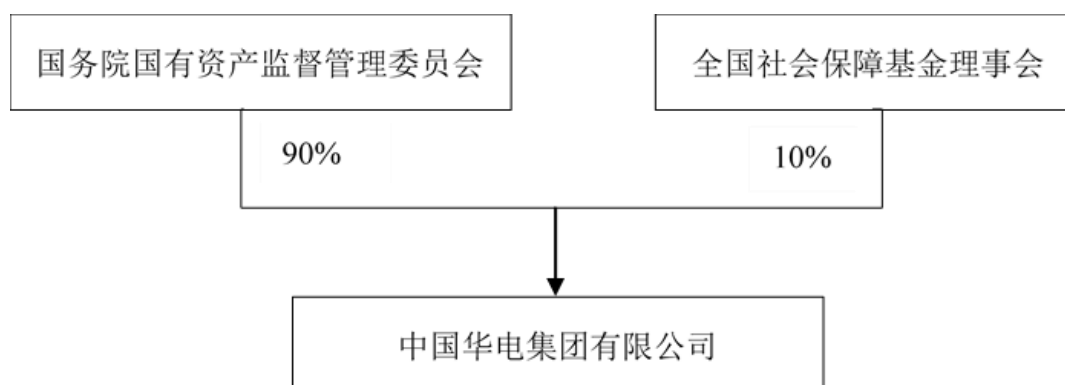 国务院国有资产监督管理委员会
全国社会保障基金理事会
90%
10%
中国华电集团有限公司